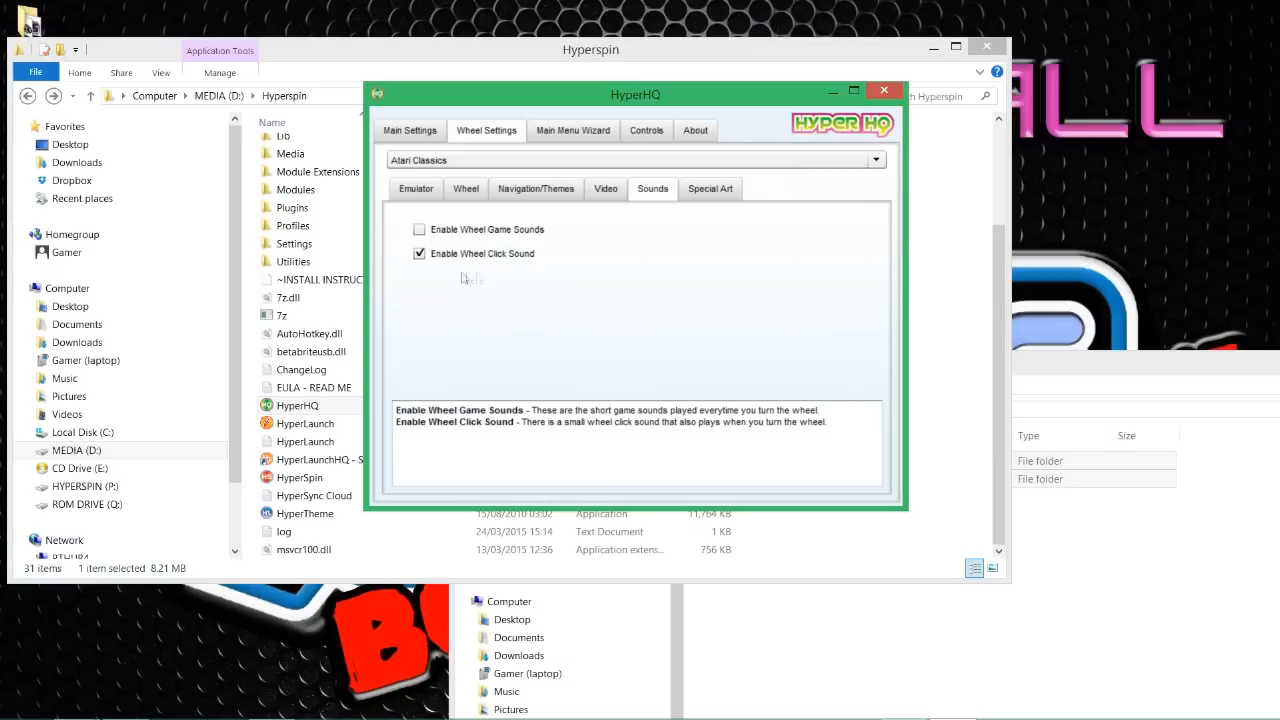 Application Tools
Hyperspin
File
Home
Share
View
Manage
Computer
MEDIA (D:)
Hyperspin
h Hyperspin
HyperHQ
Main Settings
Wheel Settings
Main Menu Wizard
Controls
About
HYPER HQ
Atari Classics
Emulator
Wheel
Navigation/Themes
Video
Sounds
Special Art
Enable Wheel Game Sounds
Enable Wheel Click Sound
Enable Wheel Game Sounds - These are the short game sounds played everytime you turn the wheel.
Enable Wheel Click Sound - There is a small wheel click sound that also plays when you turn the wheel.
Favorites
Desktop
Downloads
Dropbox
Recent places
Homegroup
Gamer
Computer
Desktop
Documents
Downloads
Gamer (laptop)
Music
Pictures
Videos
Local Disk (C:)
MEDIA (D:)
CD Drive (E:)
HYPERSPIN (P:)
ROM DRIVE (Q:)
Network
Name
Lib
Media
Module Extensions
Modules
Plugins
Profiles
Settings
Utilities
~INSTALL INSTRUC
7z.dll
7z
AutoHotkey.dll
betabriteusb.dll
ChangeLog
EULA - READ ME
HyperHQ
HyperLaunch
HyperLaunch
HyperLaunchHQ - S
HyperSpin
HyperSync Cloud
HyperTheme 15/08/2010 03:02 Application 11,764 KB
log 24/03/2015 15:14 Text Document 1 KB
msvcr100.dll 13/03/2015 12:36 Application extens... 756 KB
31 items 1 item selected 8.21 MB
Type Size
File folder
File folder
Computer
Desktop
Documents
Downloads
Gamer (laptop)
Music
Pictures